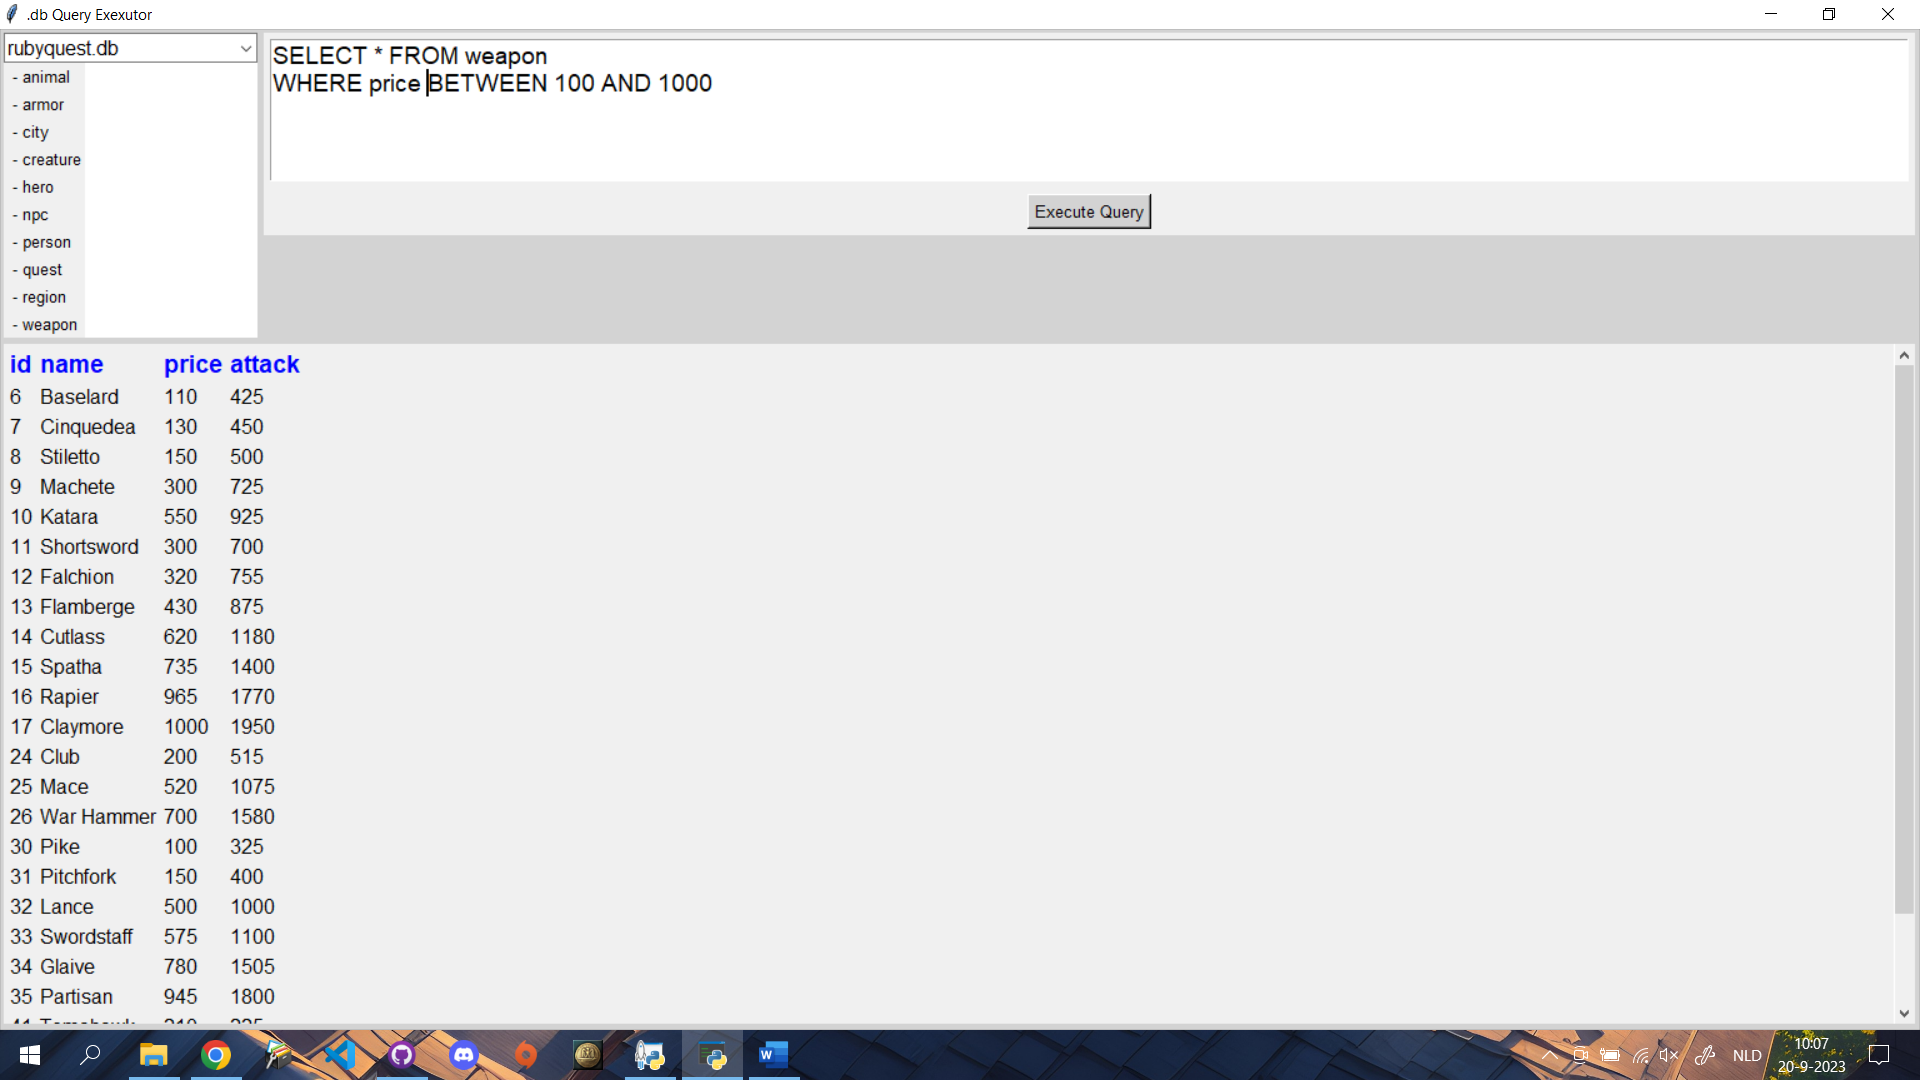 .db Query Exexutor
rubyquest.db
- animal
- armor
- city
- creature
- hero
- npc
- person
- quest
- region
- weapon
SELECT * FROM weapon
WHERE price BETWEEN 100 AND 1000
Execute Query
id name price attack
6 Baselard 110 425
7 Cinquedea 130 450
8 Stiletto 150 500
9 Machete 300 725
10 Katara 550 925
11 Shortsword 300 700
12 Falchion 320 755
13 Flamberge 430 875
14 Cutlass 620 1180
15 Spatha 735 1400
16 Rapier 965 1770
17 Claymore 1000 1950
24 Club 200 515
25 Mace 520 1075
26 War Hammer 700 1580
30 Pike 100 325
31 Pitchfork 150 400
32 Lance 500 1000
33 Swordstaff 575 1100
34 Glaive 780 1505
35 Partisan 945 1800
NLD
10:07
20-9-2023